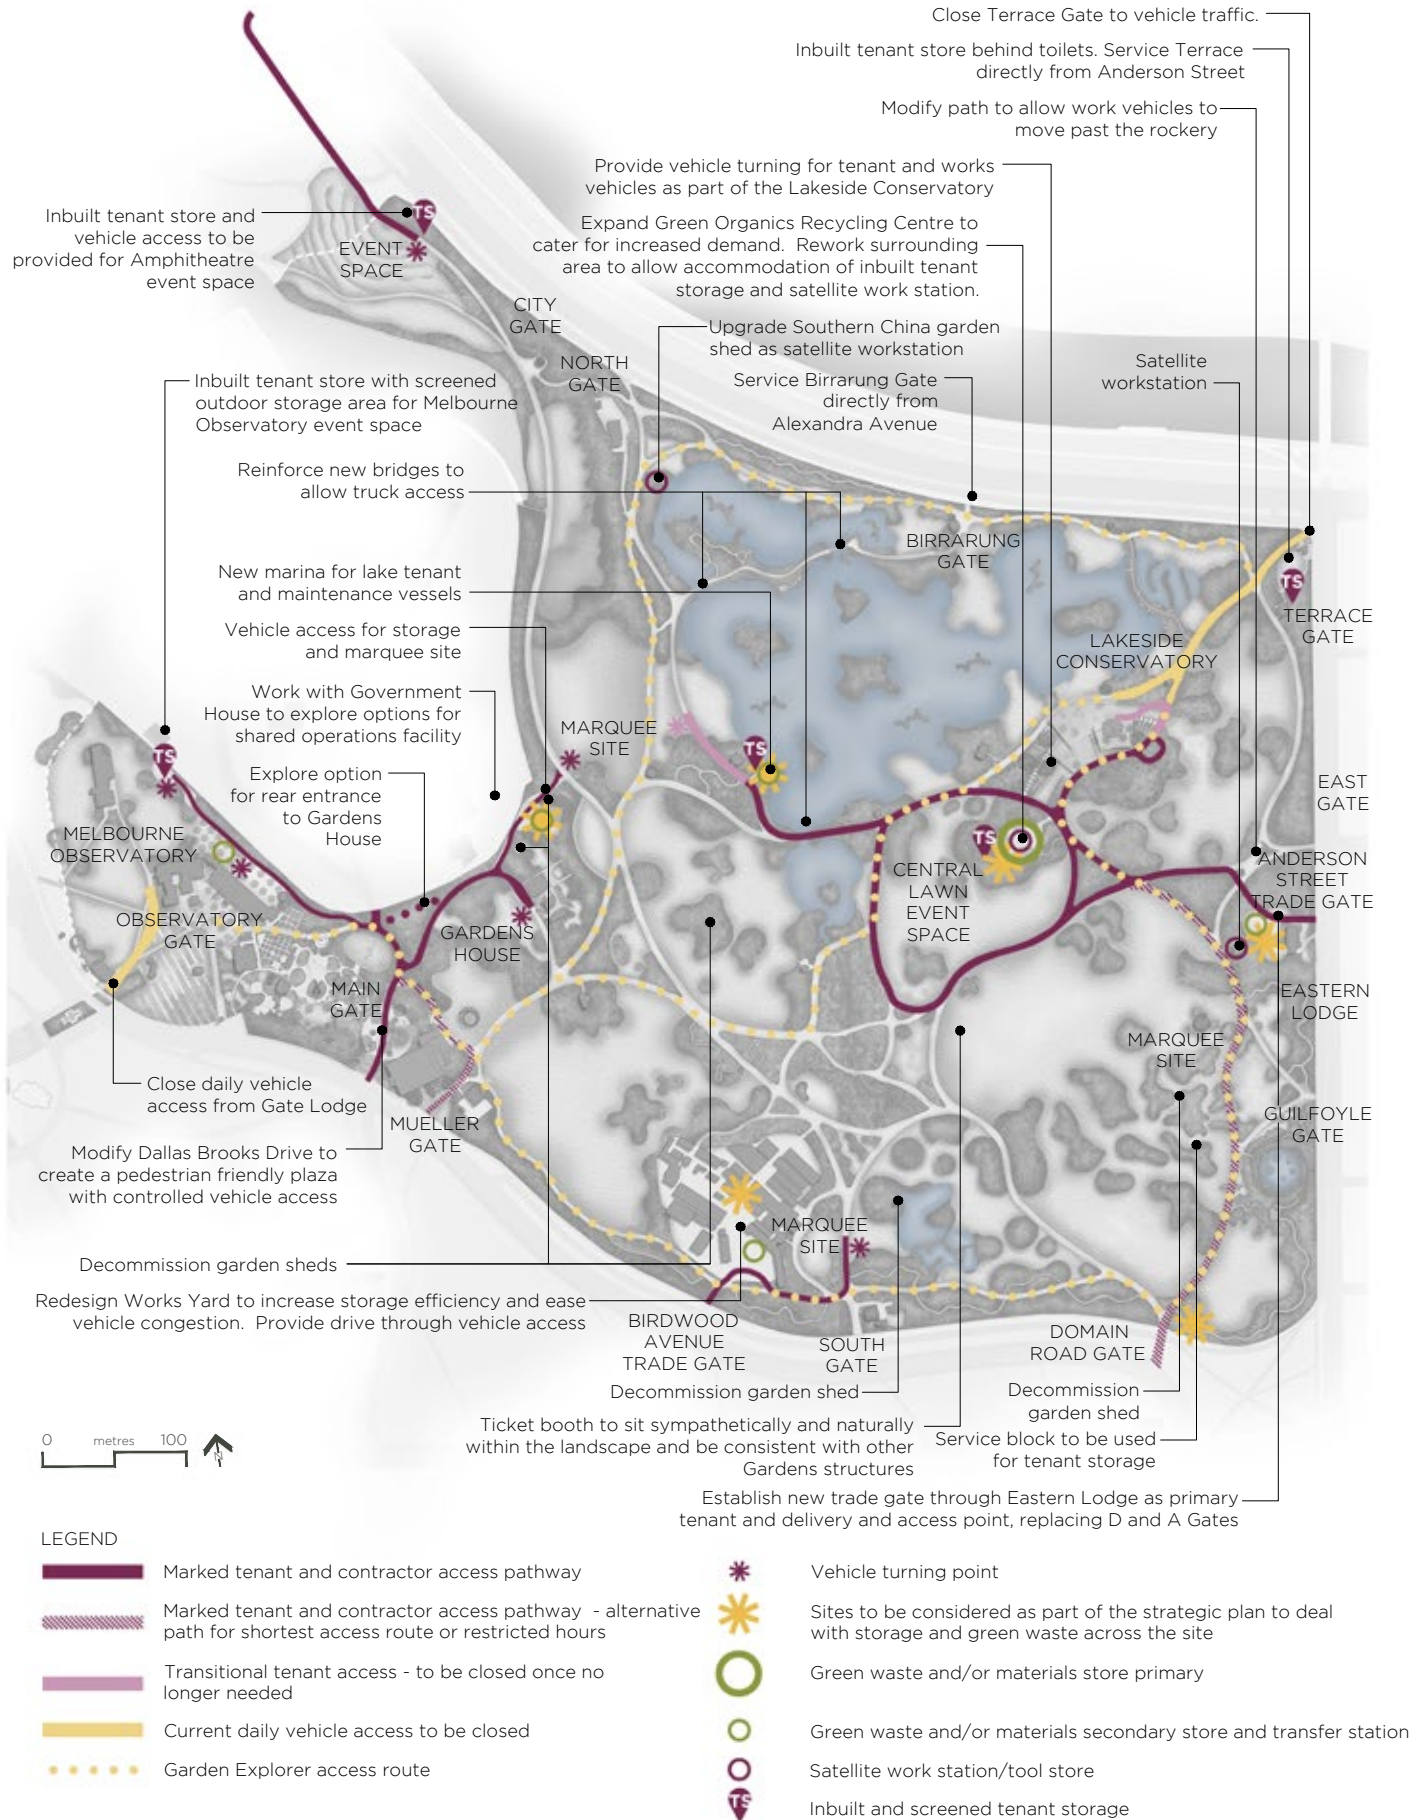 Close Terrace Gate to vehicle traffic.
Inbuilt tenant store behind toilets. Service Terrace
directly from Anderson Street
Modify path to allow work vehicles to
move past the rockery
Provide vehicle turning for tenant and works
vehicles as part of the Lakeside Conservatory
Inbuilt tenant store and
vehicle access to be
provided for Amphitheatre
event space
TS
EVENT
SPACE
Expand Green Organics Recycling Centre to
cater for increased demand.  Rework surrounding
area to allow accommodation of inbuilt tenant
storage and satellite work station.
CITY
GATE
Upgrade Southern China garden
shed as satellite workstation
NORTH
GATE
Satellite
workstation
Service Birrarung Gate
directly from
Alexandra Avenue
Inbuilt tenant store with screened
outdoor storage area for Melbourne
Observatory event space
Reinforce new bridges to
allow truck access
BIRRARUNG
GATE
New marina for lake tenant
and maintenance vessels
TS
TERRACE
GATE
Vehicle access for storage
and marquee site
LAKESIDE
CONSERVATORY
Work with Government
House to explore options for
shared operations facility
MARQUEE
SITE
TS
TS
Explore option
for rear entrance
to Gardens
House
EAST
GATE
MELBOURNE
OBSERVATORY
TS
CENTRAL
LAWN
EVENT
SPACE
ANDERSON
STREET
TRADE GATE
OBSERVATORY
GATE
GARDENS
HOUSE
MAIN
GATE
EASTERN
LODGE
MARQUEE
SITE
Close daily vehicle
access from Gate Lodge
MUELLER
GATE
GUILFOYLE
GATE
Modify Dallas Brooks Drive to
create a pedestrian friendly plaza
with controlled vehicle access
MARQUEE
SITE
Decommission garden sheds
Redesign Works Yard to increase storage efficiency and ease
vehicle congestion.  Provide drive through vehicle access
BIRDWOOD
AVENUE
TRADE GATE
SOUTH
GATE
DOMAIN
ROAD GATE
Decommission garden shed
Decommission
garden shed
Ticket booth to sit sympathetically and naturally
within the landscape and be consistent with other
Gardens structures
Service block to be used
for tenant storage
0 metres 100
N
Establish new trade gate through Eastern Lodge as primary
tenant and delivery and access point, replacing D and A Gates
LEGEND
Marked tenant and contractor access pathway
Marked tenant and contractor access pathway  - alternative
path for shortest access route or restricted hours
Transitional tenant access - to be closed once no
longer needed
Current daily vehicle access to be closed
Garden Explorer access route
Vehicle turning point
Sites to be considered as part of the strategic plan to deal
with storage and green waste across the site
Green waste and/or materials store primary
Green waste and/or materials secondary store and transfer station
Satellite work station/tool store
TS
Inbuilt and screened tenant storage